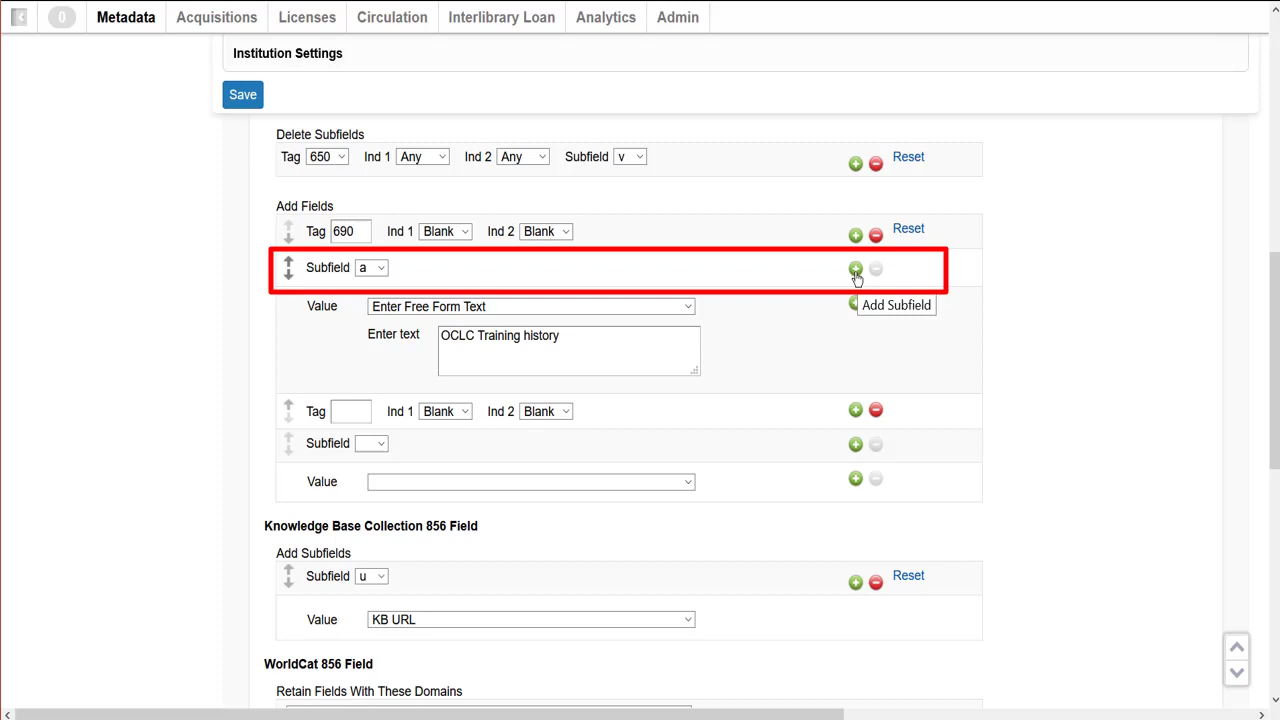 0 Metadata Acquisitions Licenses Circulation Interlibrary Loan Analytics Admin
Institution Settings
Save
Delete Subfields
Tag 650 Ind 1 Any Ind 2 Any Subfield v Reset
Add Fields
Tag 690 Ind 1 Blank Ind 2 Blank Reset
Subfield a
Value Enter Free Form Text Add Subfield
Enter text OCLC Training history
Tag Ind 1 Blank Ind 2 Blank
Subfield
Value
Knowledge Base Collection 856 Field
Add Subfields
Subfield u Reset
Value KB URL
WorldCat 856 Field
Retain Fields With These Domains